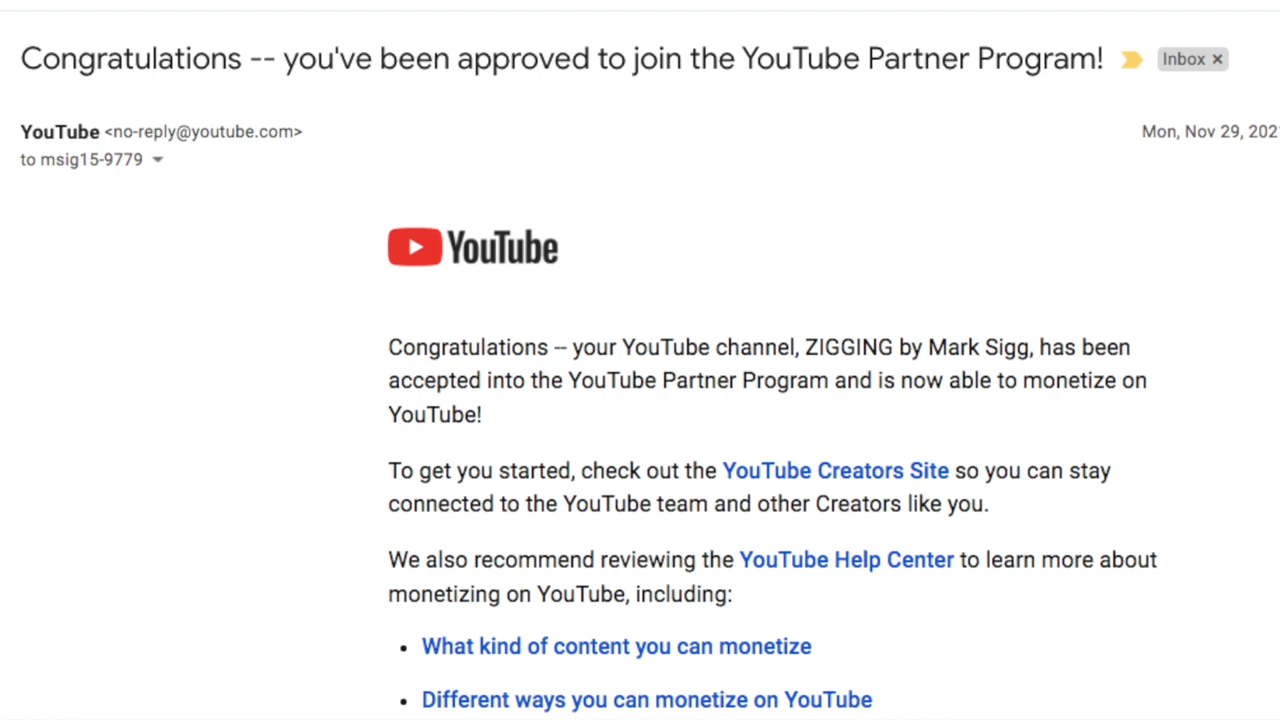 Congratulations -- you've been approved to join the YouTube Partner Program!
Inbox ×
YouTube <no-reply@youtube.com>
Mon, Nov 29, 202
to msig15-9779
YouTube
Congratulations -- your YouTube channel, ZIGGING by Mark Sigg, has been
accepted into the YouTube Partner Program and is now able to monetize on
YouTube!
To get you started, check out the YouTube Creators Site so you can stay
connected to the YouTube team and other Creators like you.
We also recommend reviewing the YouTube Help Center to learn more about
monetizing on YouTube, including:
• What kind of content you can monetize
• Different ways you can monetize on YouTube